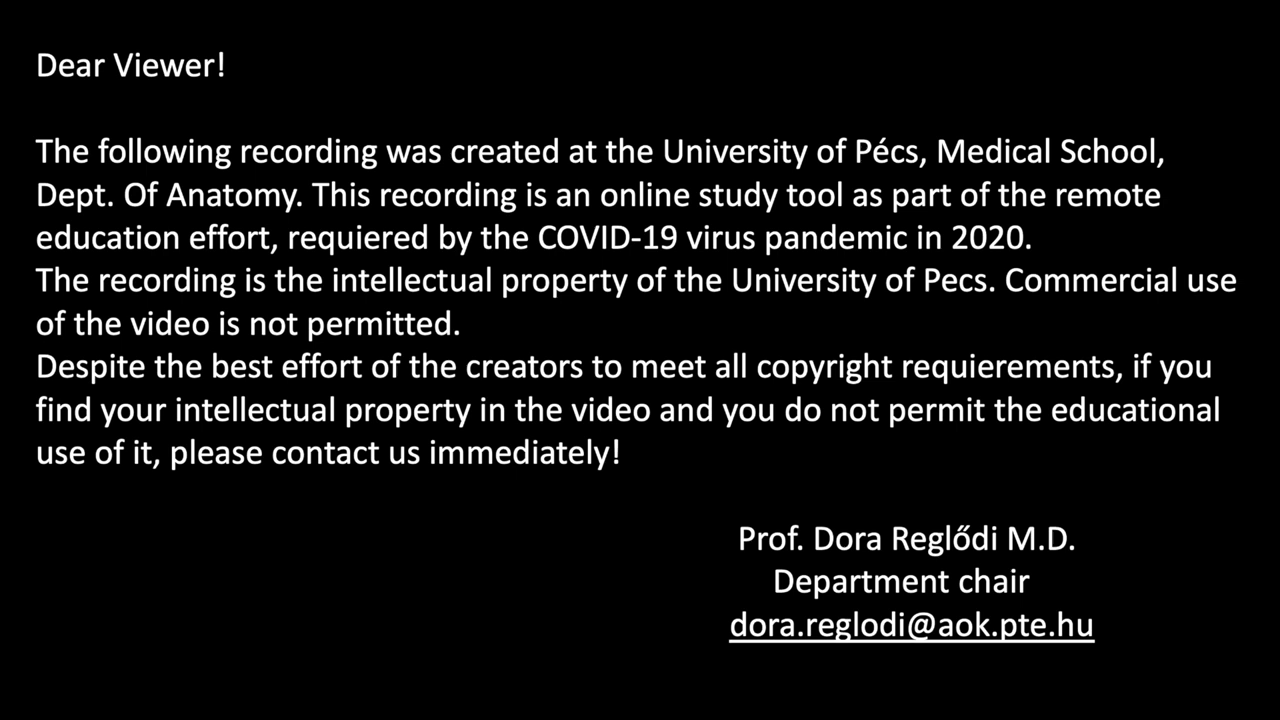 Dear Viewer!
The following recording was created at the University of Pécs, Medical School,
Dept. Of Anatomy. This recording is an online study tool as part of the remote
education effort, requiered by the COVID-19 virus pandemic in 2020.
The recording is the intellectual property of the University of Pecs. Commercial use
of the video is not permitted.
Despite the best effort of the creators to meet all copyright requierements, if you
find your intellectual property in the video and you do not permit the educational
use of it, please contact us immediately!
Prof. Dora Reglődi M.D.
Department chair
dora.reglodi@aok.pte.hu